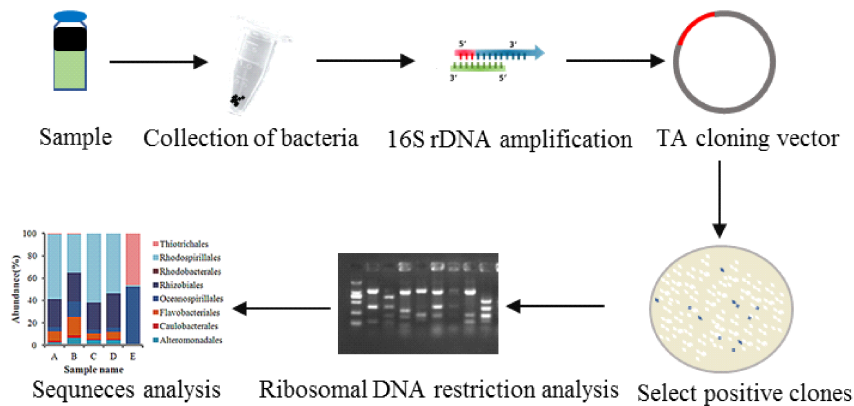 5' 3'
3' 5'
Sample
Collection of bacteria
16S rDNA amplification
TA cloning vector
100
80
60
40
20
0
Abundance(%)
A B C D E
Sample name
Thiotrichales
Rhodospirillales
Rhodobacterales
Rhizobiales
Oceanospirillales
Flavobacteriales
Caulobacterales
Alteromonadales
Sequneces analysis
Ribosomal DNA restriction analysis
Select positive clones